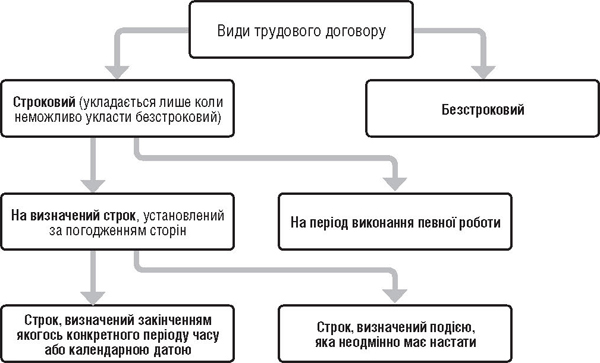 Види трудового договору
Строковий (укладається лише коли
неможливо укласти безстроковий)
Безстроковий
На визначений строк, установлений
за погодженням сторін
На період виконання певної роботи
Строк, визначений закінченням
якогось конкретного періоду часу
або календарною датою
Строк, визначений подією,
яка неодмінно має настати